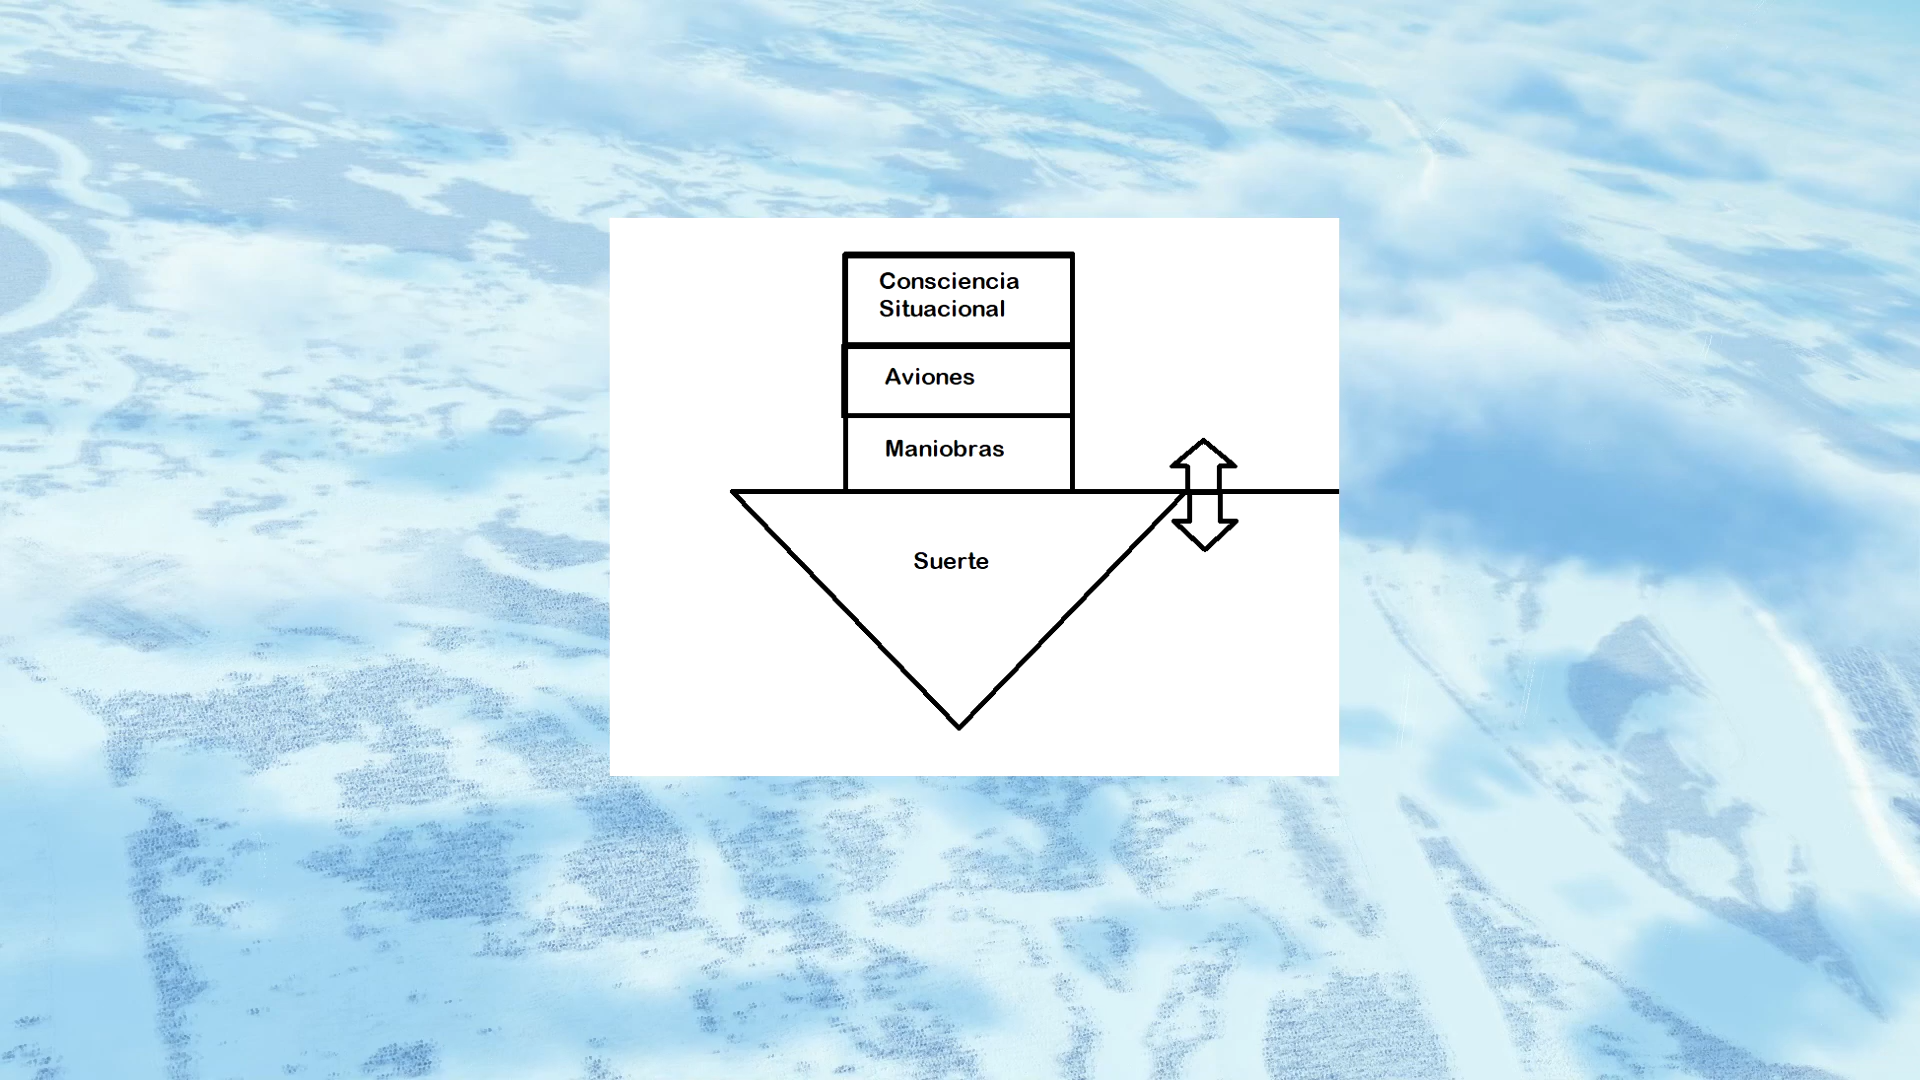 Consciencia
Situacional
Aviones
Maniobras
Suerte